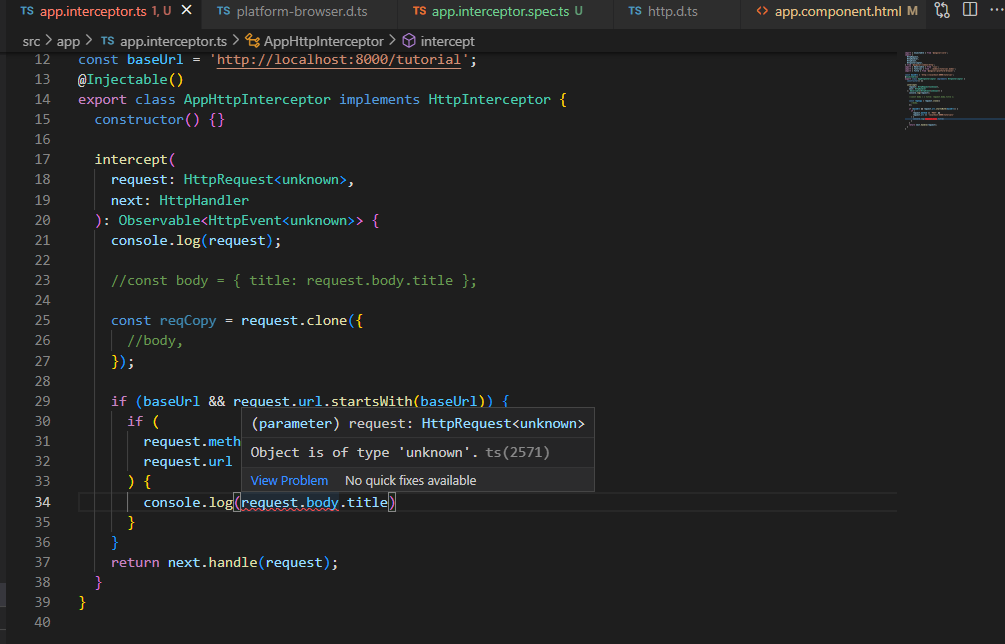 TS app.interceptor.ts 1, U × TS platform-browser.d.ts TS app.interceptor.spec.ts U TS http.d.ts <> app.component.html M
src > app > TS app.interceptor.ts > AppHttpInterceptor > intercept
12 const baseUrl = 'http://localhost:8000/tutorial';
13 @Injectable()
14 export class AppHttpInterceptor implements HttpInterceptor {
15 constructor() {}
16
17 intercept(
18 request: HttpRequest<unknown>,
19 next: HttpHandler
20 ): Observable<HttpEvent<unknown>> {
21 console.log(request);
22
23 //const body = { title: request.body.title };
24
25 const reqCopy = request.clone({
26 //body,
27 });
28
29 if (baseUrl && request.url.startsWith(baseUrl)) {
30 if (
(parameter) request: HttpRequest<unknown>
31 request.meth
Object is of type 'unknown'. ts(2571)
32 request.url
View Problem No quick fixes available
33 ) {
34 console.log(request.body.title)
35 }
36 }
37 return next.handle(request);
38 }
39 }
40